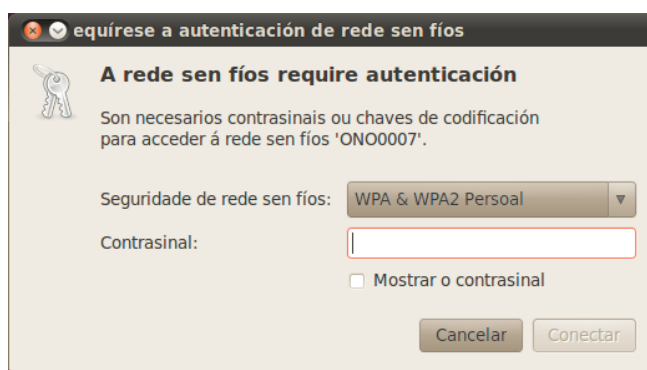 equírese a autenticación de rede sen fíos
A rede sen fíos require autenticación
Son necesarios contrasinais ou chaves de codificación
para acceder á rede sen fíos 'ONO0007'.
Seguridade de rede sen fíos: WPA & WPA2 Persoal
Contrasinal:
Mostrar o contrasinal
Cancelar Conectar